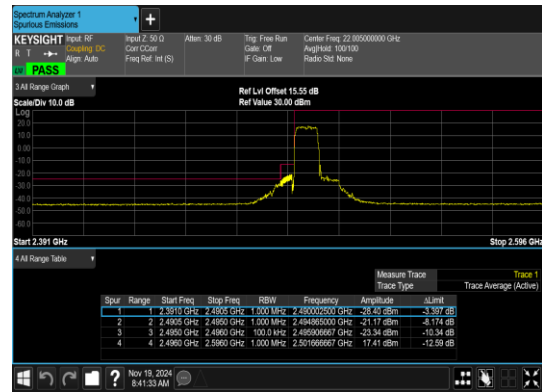 Spectrum Analyzer 1
Spurious Emissions
KEYSIGHT Input: RF Input Z: 50 Ω Atten: 30 dB Trig: Free Run Center Freq: 22.005000000 GHz
R T Coupling: DC Corr CCorr Gate: Off Avg|Hold: 100/100
Align: Auto Freq Ref: Int (S) IF Gain: Low Radio Std: None
PASS
3 All Range Graph Ref Lvl Offset 15.55 dB
Scale/Div 10.0 dB Ref Value 30.00 dBm
Log
20.0
10.0
0.00
-10.0
-20.0
-30.0
-40.0
-50.0
-60.0
Start 2.391 GHz Stop 2.596 GHz
4 All Range Table
Measure Trace Trace 1
Trace Type Trace Average (Active)
Spur Range Start Freq Stop Freq RBW Frequency Amplitude ΔLimit
1 1 2.3910 GHz 2.4905 GHz 1.000 MHz 2.490002500 GHz -28.40 dBm -3.397 dB
2 2 2.4905 GHz 2.4950 GHz 1.000 MHz 2.494865000 GHz -21.17 dBm -8.174 dB
3 3 2.4950 GHz 2.4960 GHz 100.0 kHz 2.495906667 GHz -23.34 dBm -10.34 dB
4 4 2.4960 GHz 2.5960 GHz 1.000 MHz 2.501666667 GHz 17.41 dBm -12.59 dB
Nov 19, 2024
8:41:33 AM